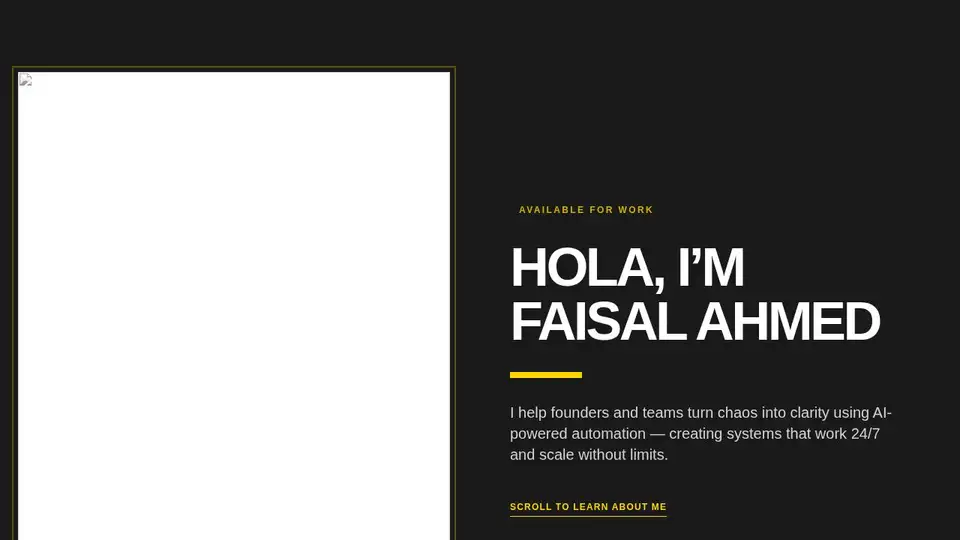 AVAILABLE FOR WORK
HOLA, I’M
FAISAL AHMED
I help founders and teams turn chaos into clarity using AI-
powered automation — creating systems that work 24/7
and scale without limits.
SCROLL TO LEARN ABOUT ME